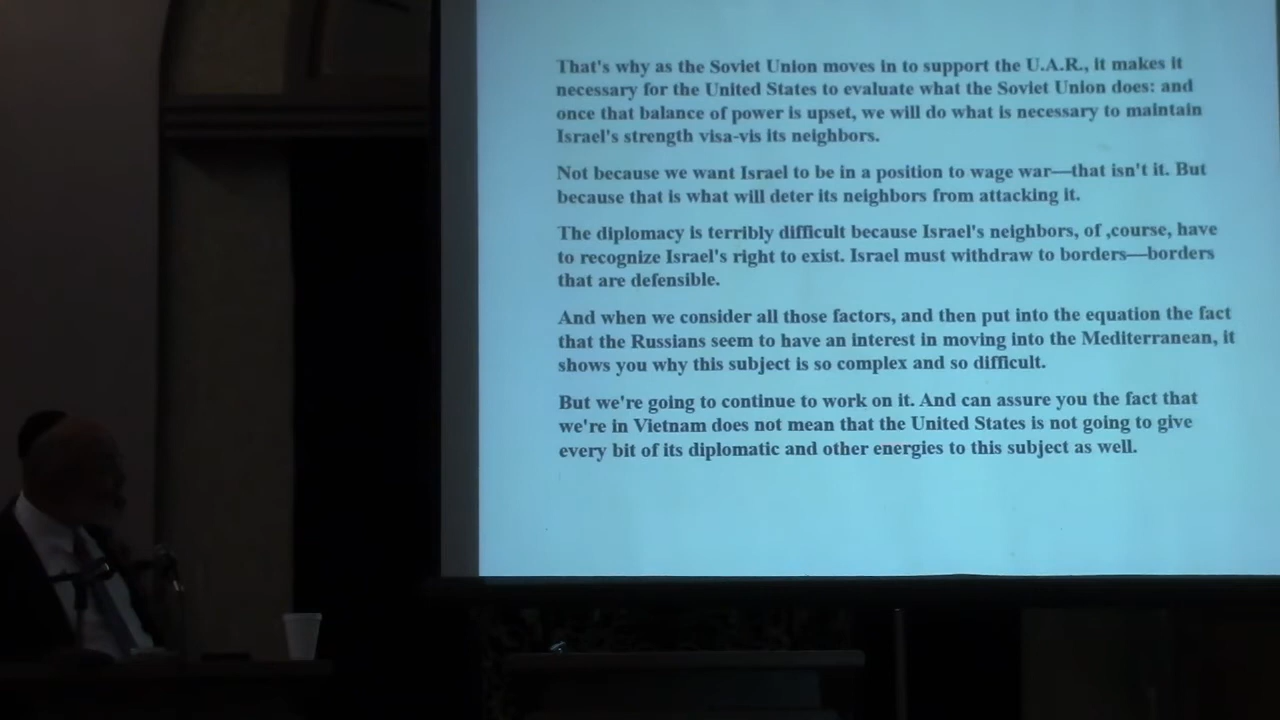 That's why as the Soviet Union moves in to support the U.A.R., it makes it
necessary for the United States to evaluate what the Soviet Union does: and
once that balance of power is upset, we will do what is necessary to maintain
Israel's strength visa-vis its neighbors.
Not because we want Israel to be in a position to wage war—that isn't it. But
because that is what will deter its neighbors from attacking it.
The diplomacy is terribly difficult because Israel's neighbors, of ,course, have
to recognize Israel's right to exist. Israel must withdraw to borders—borders
that are defensible.
And when we consider all those factors, and then put into the equation the fact
that the Russians seem to have an interest in moving into the Mediterranean, it
shows you why this subject is so complex and so difficult.
But we're going to continue to work on it. And can assure you the fact that
we're in Vietnam does not mean that the United States is not going to give
every bit of its diplomatic and other energies to this subject as well.